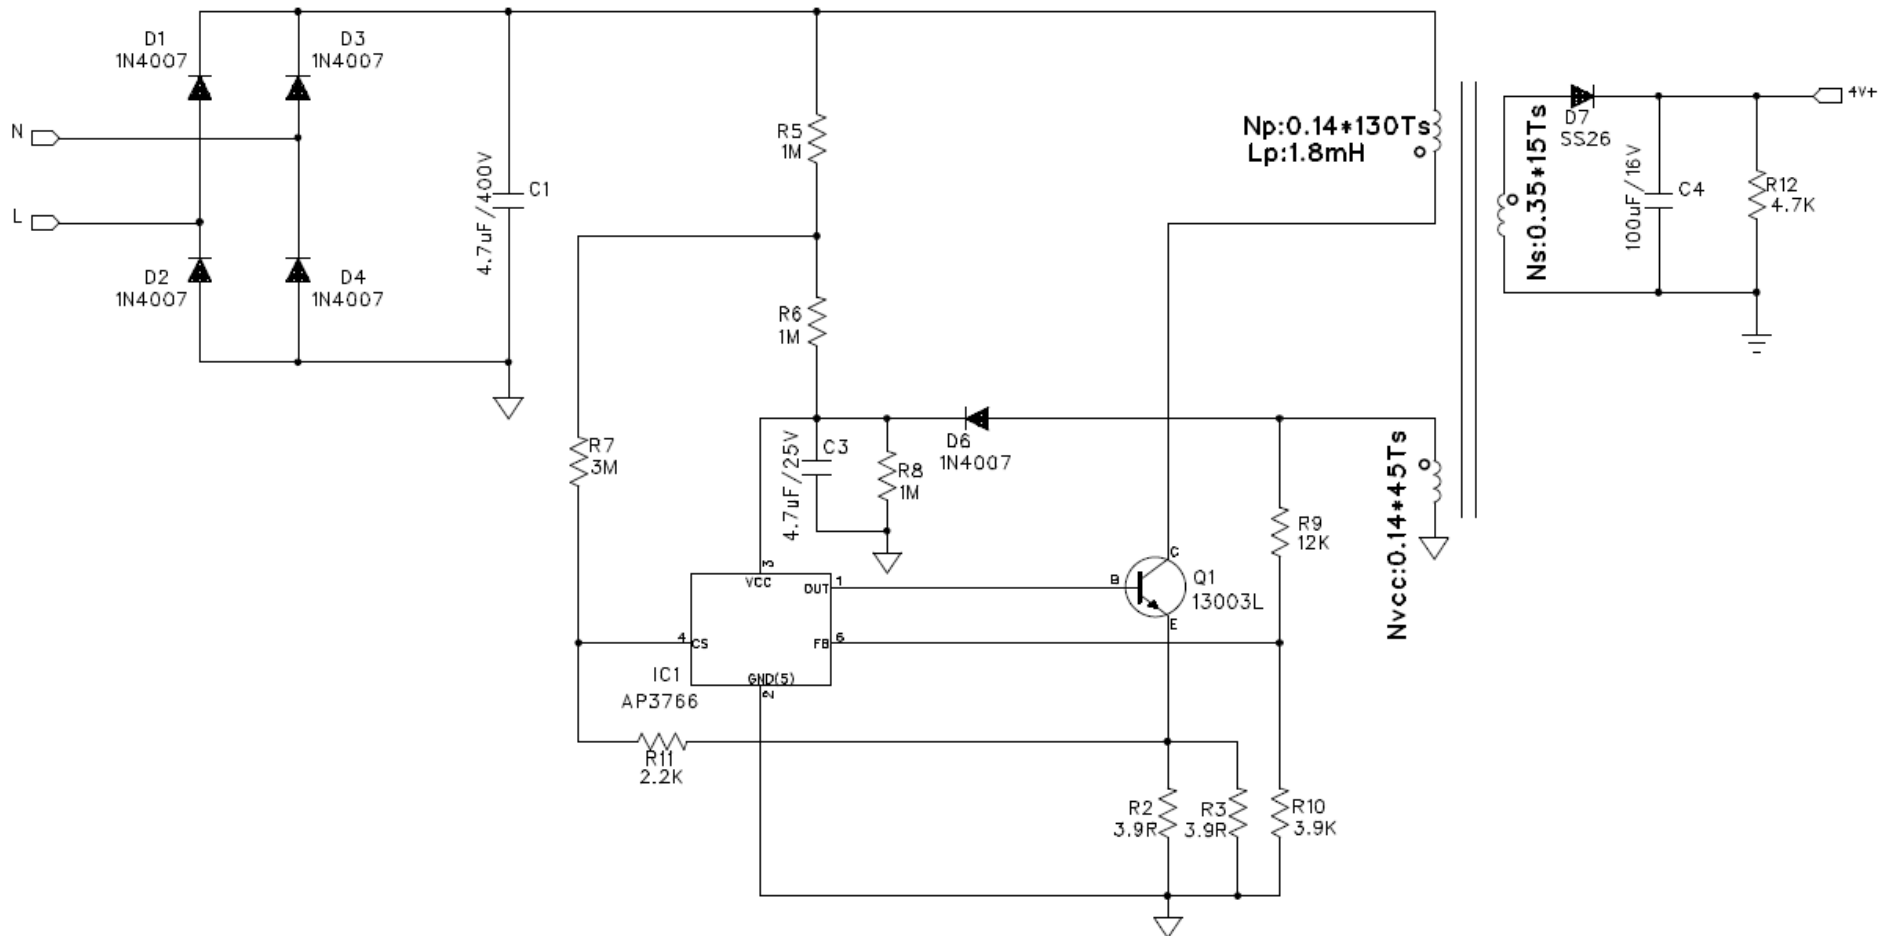 D1
1N4007
D3
1N4007
N
L
D2
1N4007
D4
1N4007
4.7uF/400V
C1
R5
1M
R6
1M
R7
3M
4.7uF/25V
C3
R8
1M
D6
1N4007
Np:0.14*130Ts
Lp:1.8mH
Ns:0.35*15Ts
D7
SS26
4V+
100uF/16V
C4
R12
4.7K
Nvcc:0.14*45Ts
R9
12K
3
VCC
OUT
1
4
CS
FB
6
GND(5)
2
IC1
AP3766
B
C
E
Q1
13003L
R11
2.2K
R2
3.9R
R3
3.9R
R10
3.9K